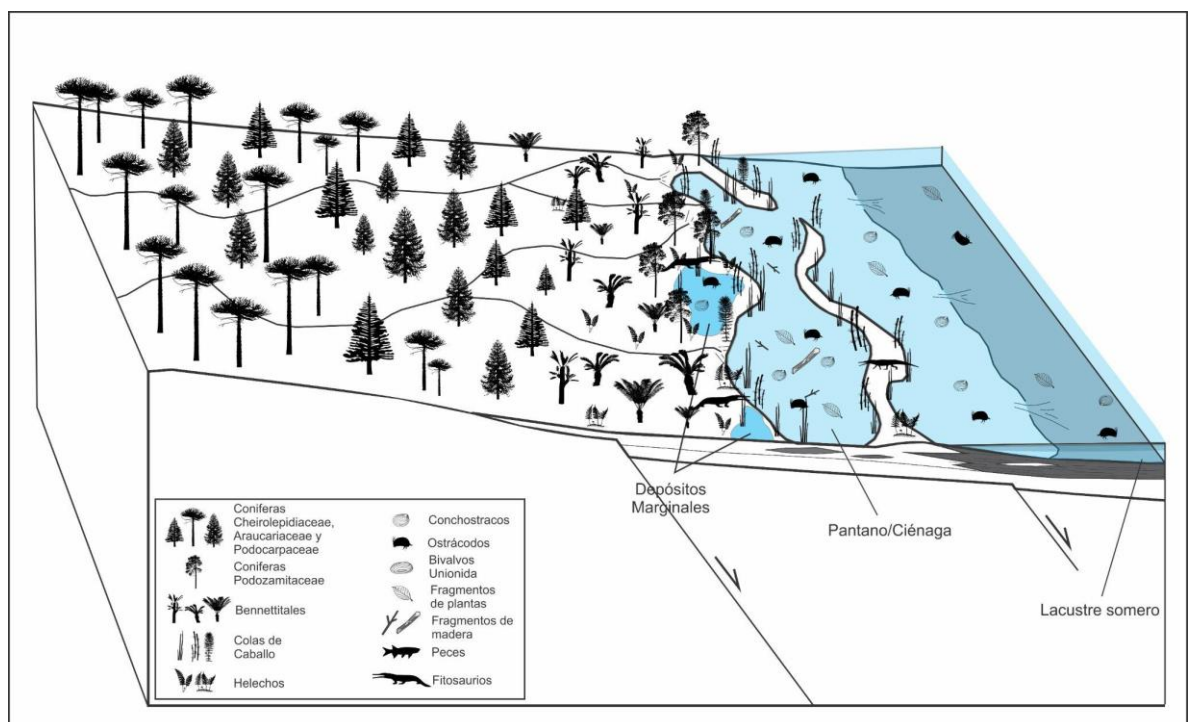 Depósitos
Marginales
Pantano/Ciénaga
Lacustre somero
Coniferas
Cheirolepidiaceae,
Araucariaceae y
Podocarpaceae
Coniferas
Podozamitaceae
Bennettitales
Colas de
Caballo
Helechos
Conchostracos
Ostrácodos
Bivalvos
Unionida
Fragmentos
de plantas
Fragmentos de
madera
Peces
Fitosaurios